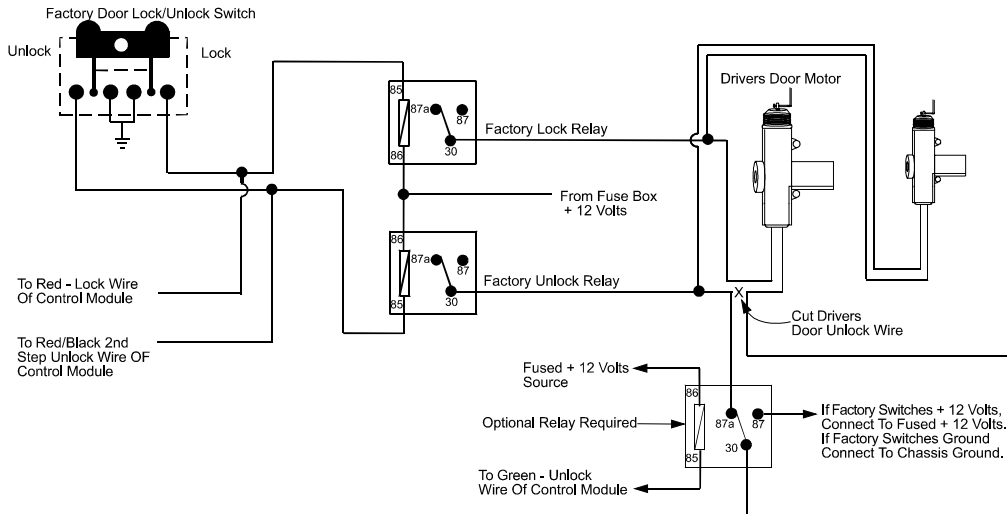 Factory Door Lock/Unlock Switch
Unlock
Lock
85
87a
87
30
86
Factory Lock Relay
Drivers Door Motor
From Fuse Box
+ 12 Volts
86
87a
87
30
85
Factory Unlock Relay
To Red - Lock Wire
Of Control Module
To Red/Black 2nd
Step Unlock Wire OF
Control Module
X
Cut Drivers
Door Unlock Wire
Fused + 12 Volts
Source
Optional Relay Required
86
87a
87
30
85
If Factory Switches + 12 Volts,
Connect To Fused + 12 Volts.
If Factory Switches Ground
Connect To Chassis Ground.
To Green - Unlock
Wire Of Control Module